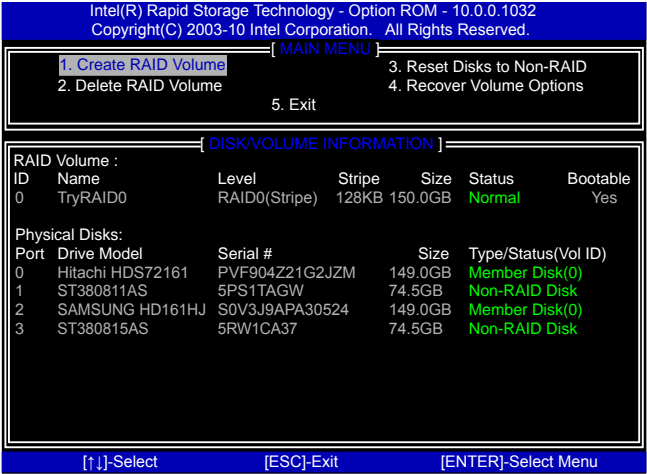 Intel(R) Rapid Storage Technology - Option ROM - 10.0.0.1032
Copyright(C) 2003-10 Intel Corporation. All Rights Reserved.
[ MAIN MENU ]
1. Create RAID Volume 3. Reset Disks to Non-RAID
2. Delete RAID Volume 4. Recover Volume Options
5. Exit
[ DISK/VOLUME INFORMATION ]
RAID Volume :
ID Name Level Stripe Size Status Bootable
0 TryRAID0 RAID0(Stripe) 128KB 150.0GB Normal Yes
Physical Disks:
Port Drive Model Serial # Size Type/Status(Vol ID)
0 Hitachi HDS72161 PVF904Z21G2JZM 149.0GB Member Disk(0)
1 ST380811AS 5PS1TAGW 74.5GB Non-RAID Disk
2 SAMSUNG HD161HJ S0V3J9APA30524 149.0GB Member Disk(0)
3 ST380815AS 5RW1CA37 74.5GB Non-RAID Disk
[↑↓]-Select [ESC]-Exit [ENTER]-Select Menu